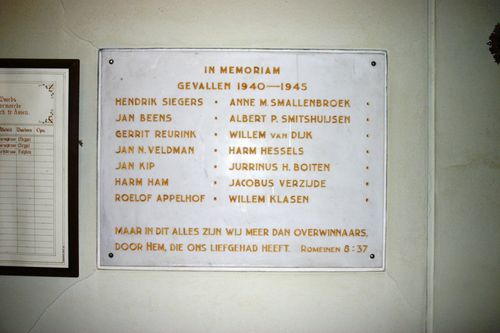 IN MEMORIAM
GEVALLEN 1940—1945
HENDRIK SIEGERS • ANNE M. SMALLENBROEK •
JAN BEENS • ALBERT P. SMITSHUIJSEN •
GERRIT REURINK • WILLEM VAN DIJK •
JAN N. VELDMAN • HARM HESSELS •
JAN KIP • JURRINUS H. BOITEN •
HARM HAM • JACOBUS VERZIJDE •
ROELOF APPELHOF • WILLEM KLASEN •
MAAR IN DIT ALLES ZIJN WIJ MEER DAN OVERWINNAARS,
DOOR HEM, DIE ONS LIEFGEHAD HEEFT. ROMEINEN 8:37